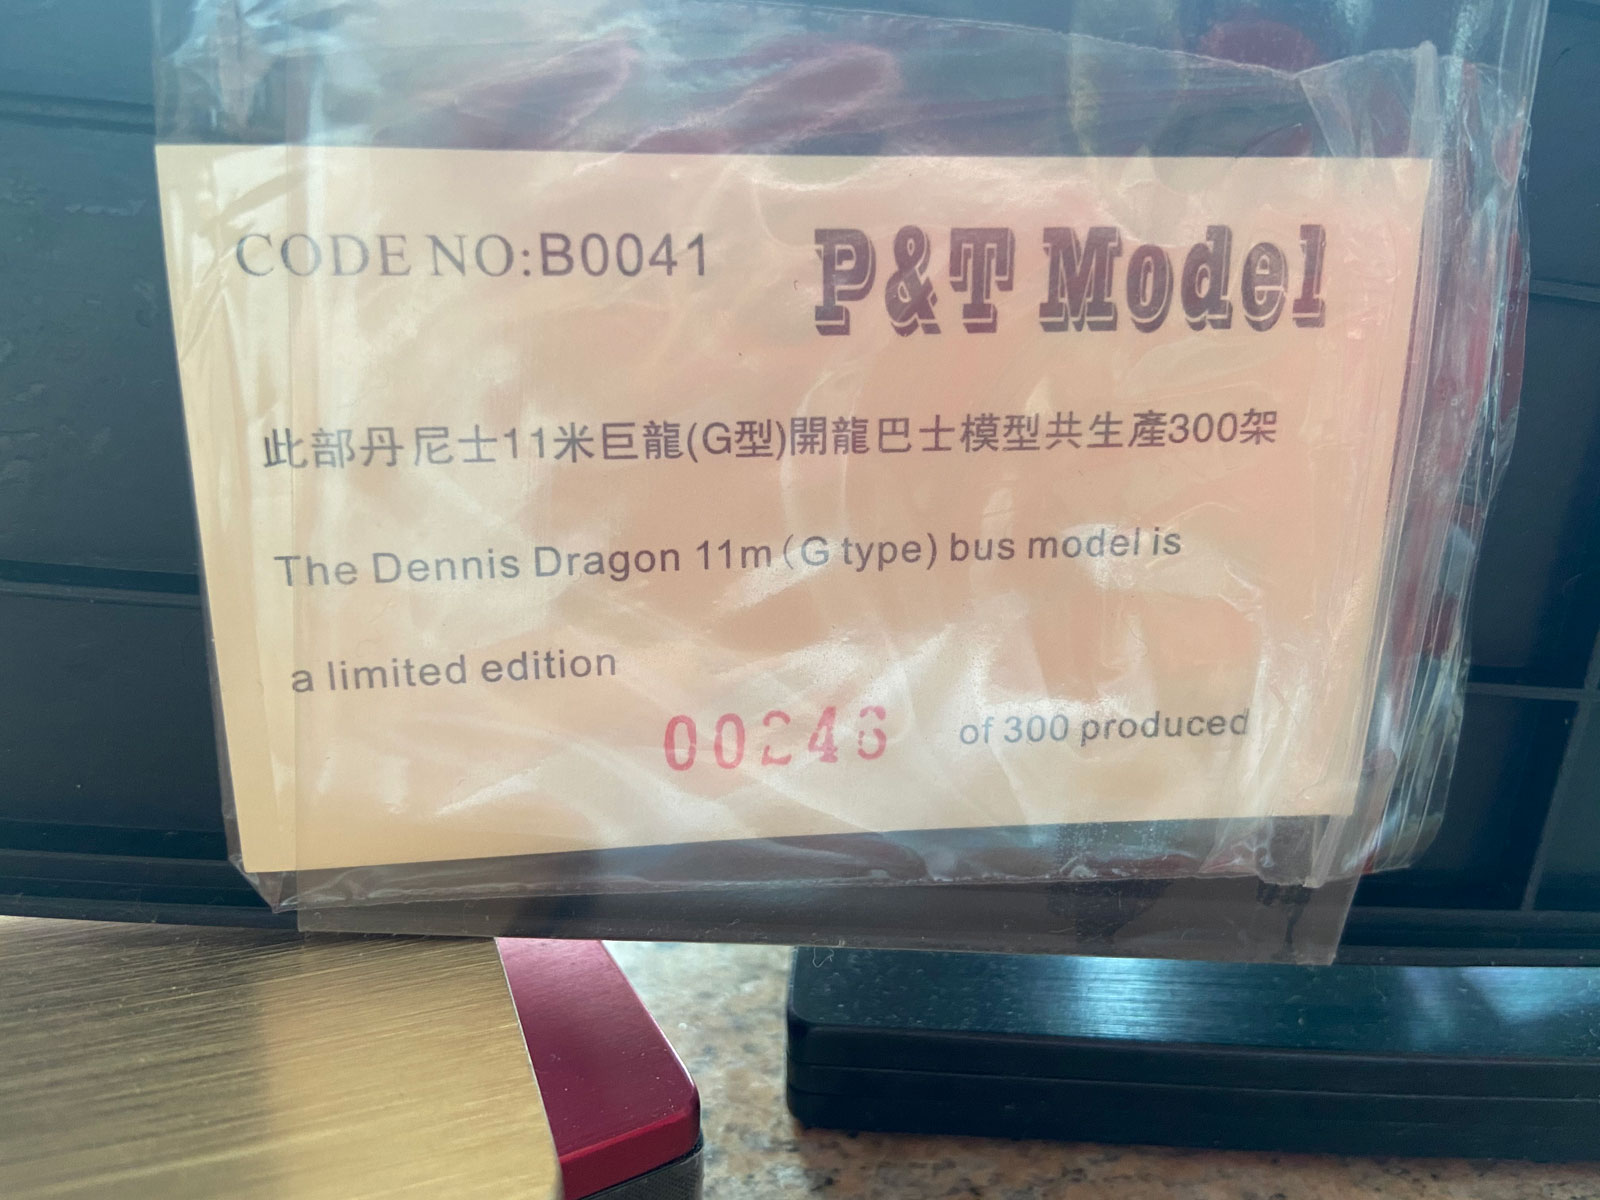 CODE NO:B0041
P&T Model
此部丹尼士11米巨龍(G型)開龍巴士模型共生產300架
The Dennis Dragon 11m (G type) bus model is
a limited edition
of 300 produced